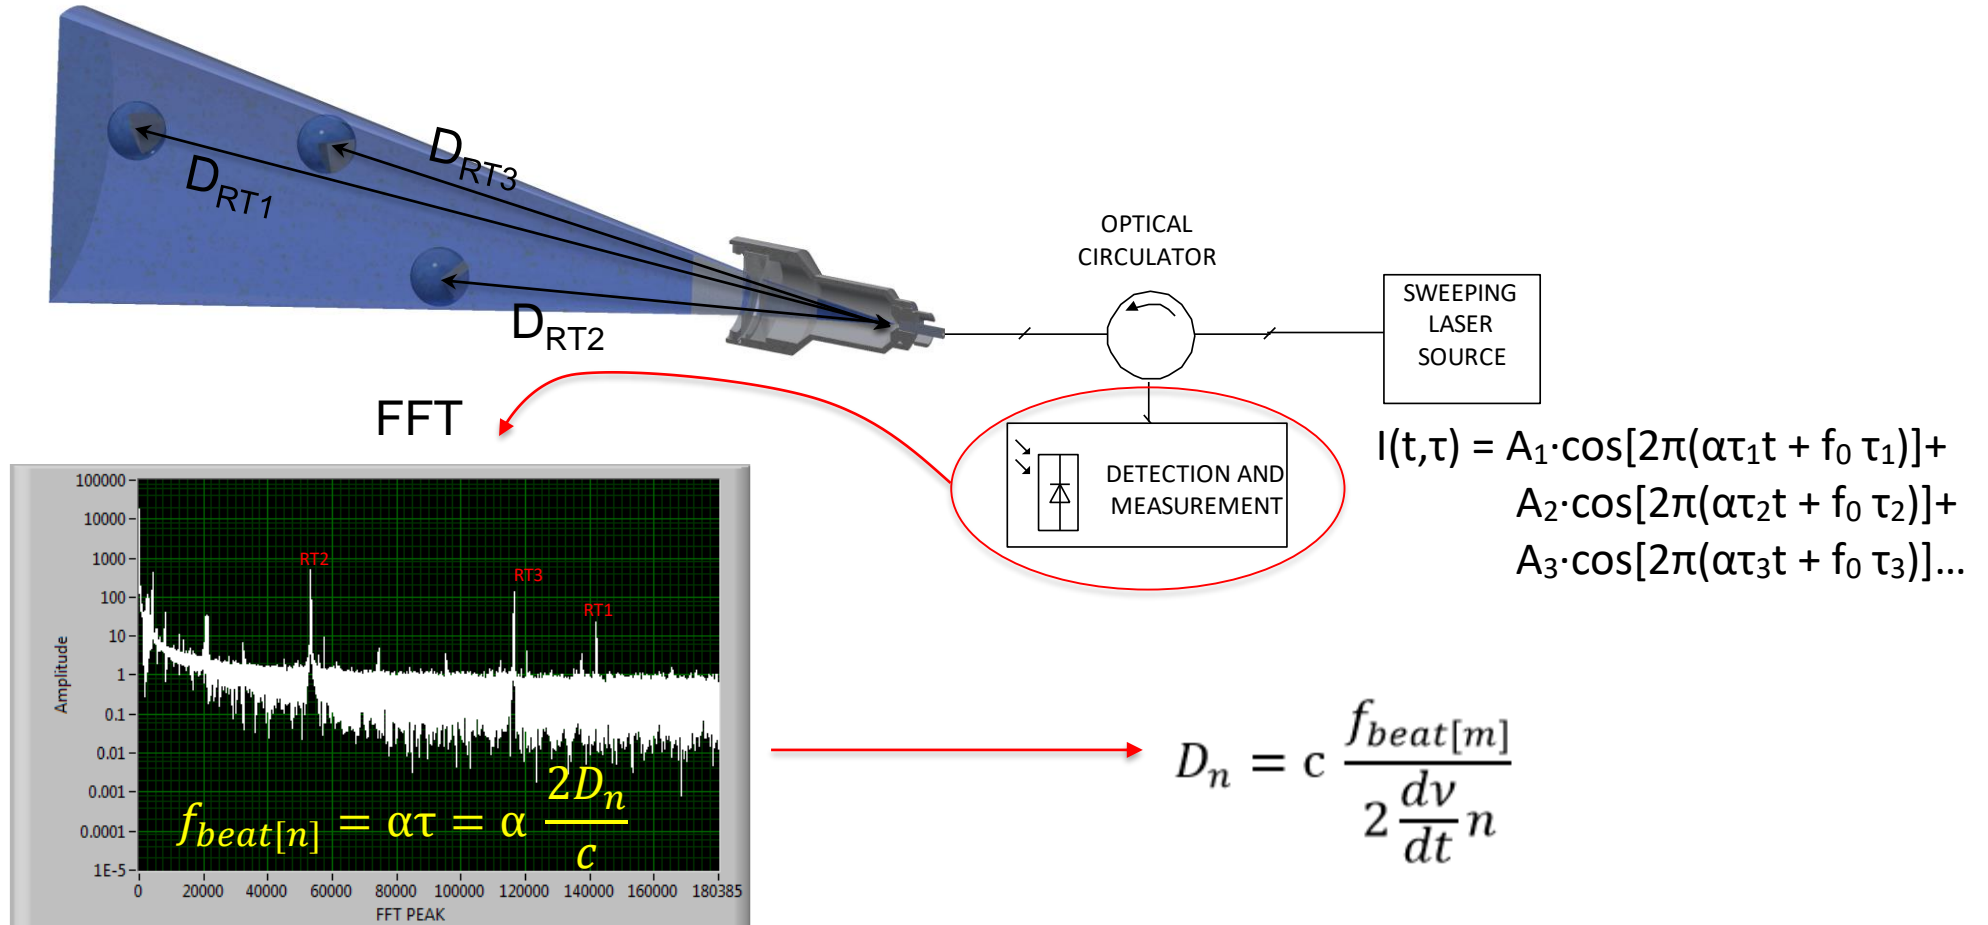 D_RT3
D_RT1
D_RT2
OPTICAL
CIRCULATOR
SWEEPING
LASER
SOURCE
FFT
DETECTION AND
MEASUREMENT
I(t,τ) = A₁·cos[2π(ατ₁t + f₀ τ₁)]+
A₂·cos[2π(ατ₂t + f₀ τ₂)]+
A₃·cos[2π(ατ₃t + f₀ τ₃)]...
100000
10000
1000
100
10
1
0.1
0.01
0.001
0.0001
1E-5
Amplitude
RT2
RT3
RT1
f_beat[n] = ατ = α 2D_n/c
0 20000 40000 60000 80000 100000 120000 140000 160000 180385
FFT PEAK
D_n = c f_beat[m] / 2 dν/dt n